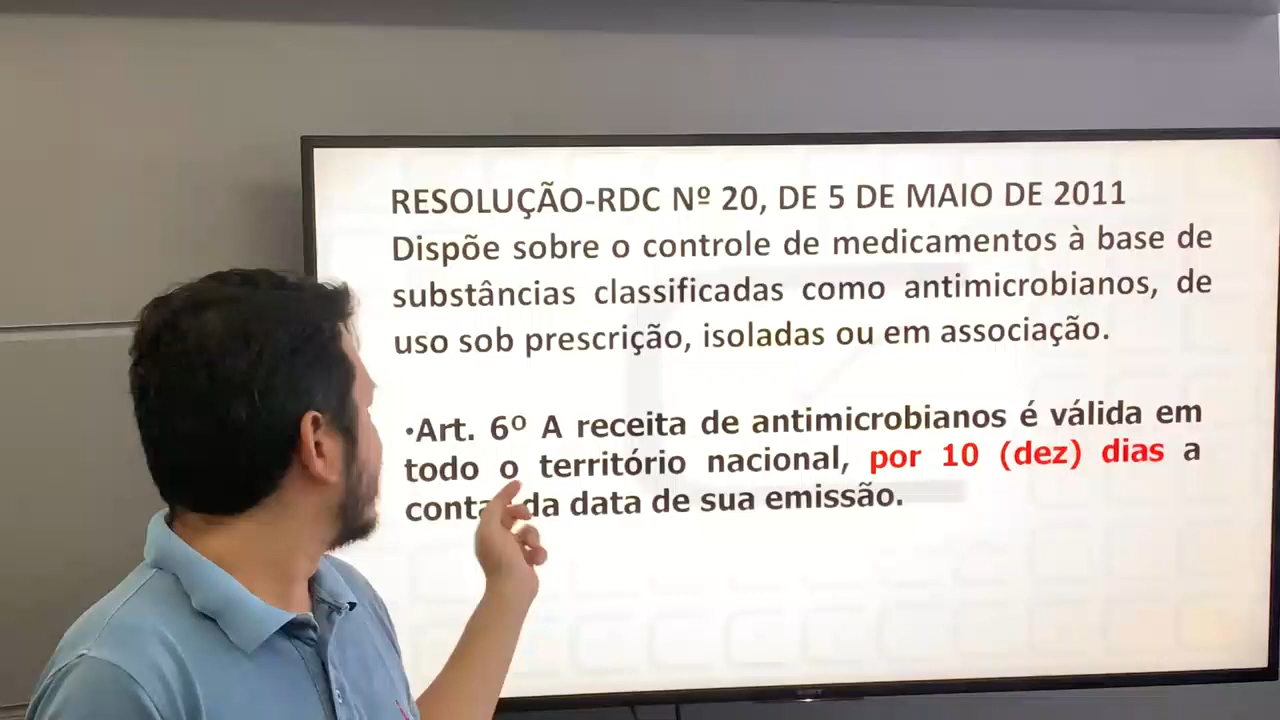 RESOLUÇÃO-RDC Nº 20, DE 5 DE MAIO DE 2011
Dispõe sobre o controle de medicamentos à base de
substâncias classificadas como antimicrobianos, de
uso sob prescrição, isoladas ou em associação.
•Art. 6º A receita de antimicrobianos é válida em
todo o território nacional, por 10 (dez) dias a
da data de sua emissão.
SONY